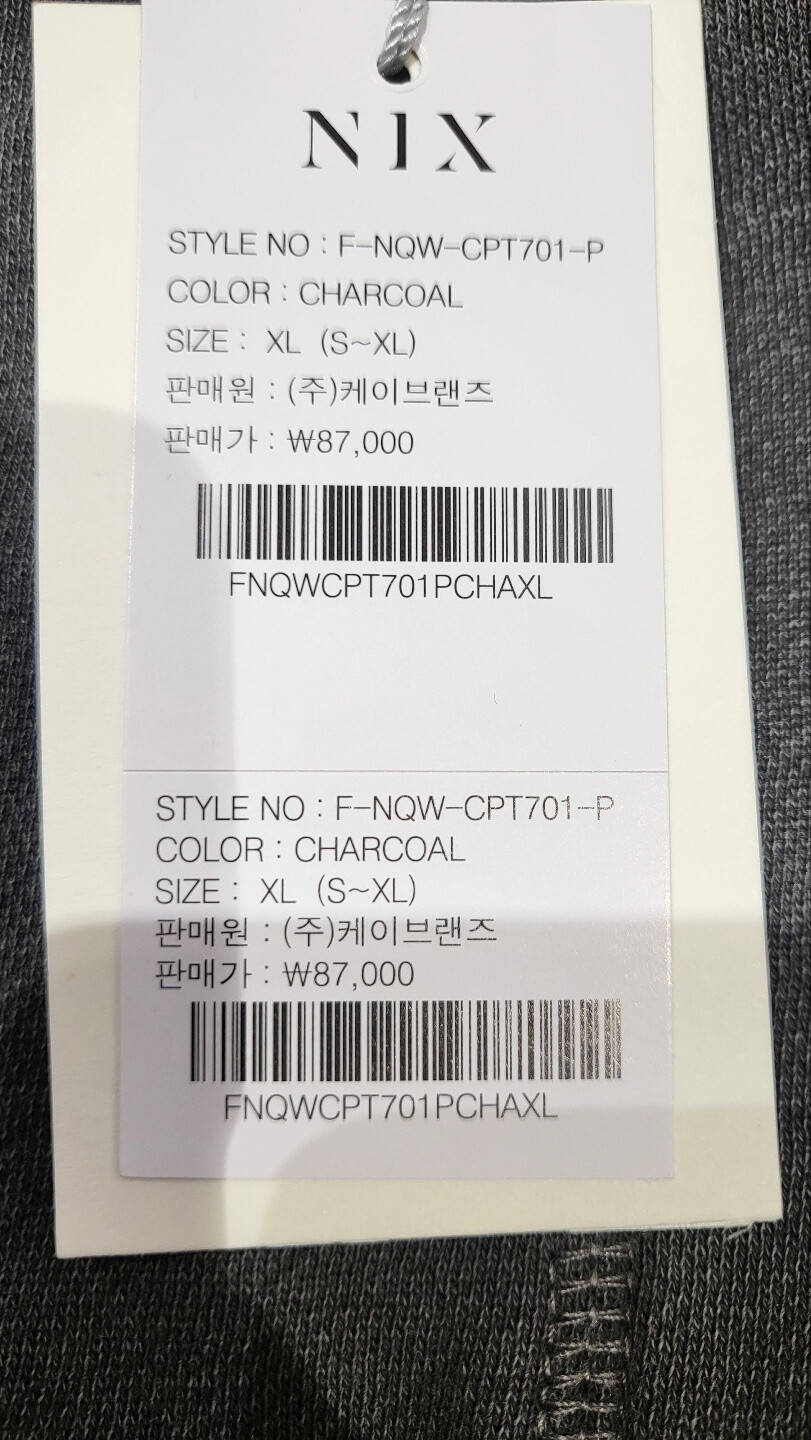 NIX
STYLE NO : F-NQW-CPT701-P
COLOR : CHARCOAL
SIZE : XL (S~XL)
판매원 : (주)케이브랜즈
판매가 : ₩87,000
FNQWCPT701PCHAXL
STYLE NO : F-NQW-CPT701-P
COLOR : CHARCOAL
SIZE : XL (S~XL)
판매원 : (주)케이브랜즈
판매가 : ₩87,000
FNQWCPT701PCHAXL